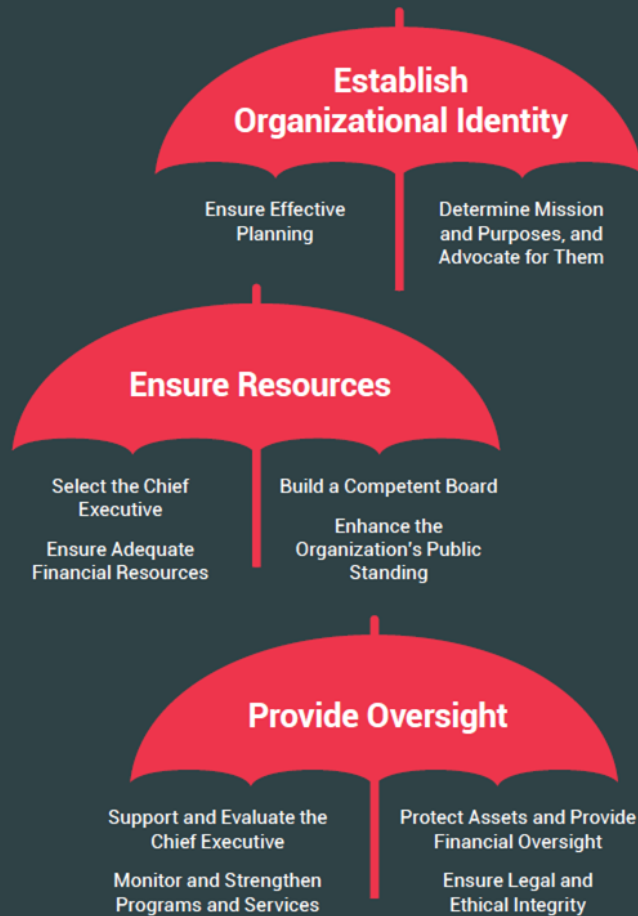 Establish
Organizational Identity
Ensure Effective
Planning
Determine Mission
and Purposes, and
Advocate for Them
Ensure Resources
Select the Chief
Executive
Ensure Adequate
Financial Resources
Build a Competent Board
Enhance the
Organization's Public
Standing
Provide Oversight
Support and Evaluate the
Chief Executive
Monitor and Strengthen
Programs and Services
Protect Assets and Provide
Financial Oversight
Ensure Legal and
Ethical Integrity